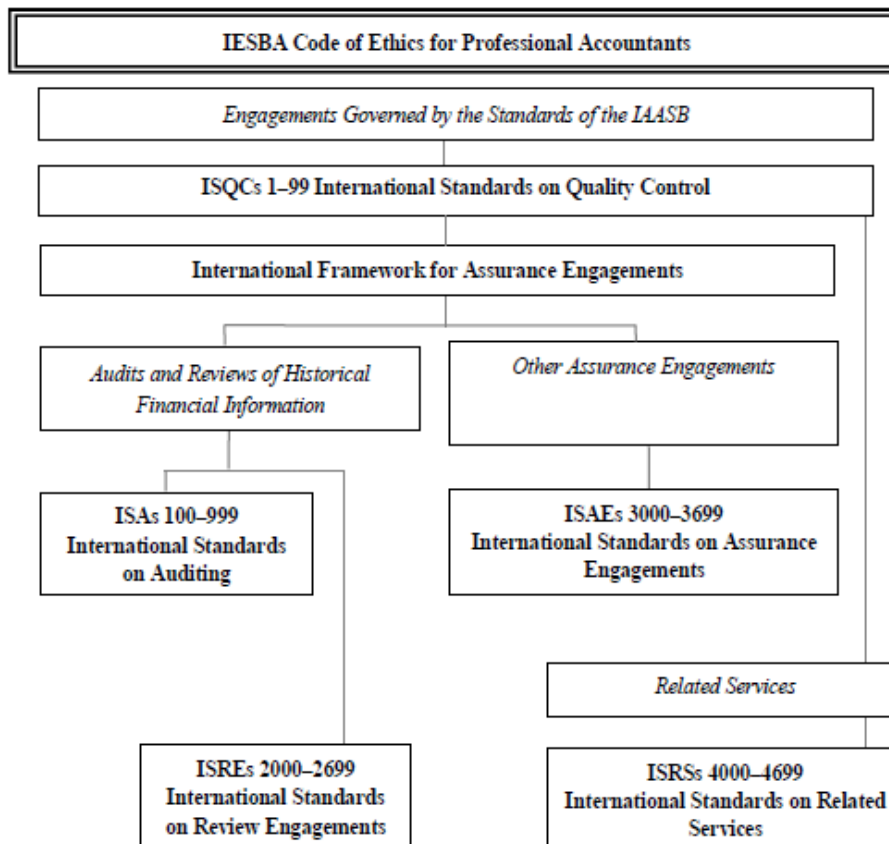 IESBA Code of Ethics for Professional Accountants
Engagements Governed by the Standards of the IAASB
ISQCs 1–99 International Standards on Quality Control
International Framework for Assurance Engagements
Audits and Reviews of Historical
Financial Information
Other Assurance Engagements
ISAs 100–999
International Standards
on Auditing
ISAEs 3000–3699
International Standards on Assurance
Engagements
Related Services
ISREs 2000–2699
International Standards
on Review Engagements
ISRSs 4000–4699
International Standards on Related
Services